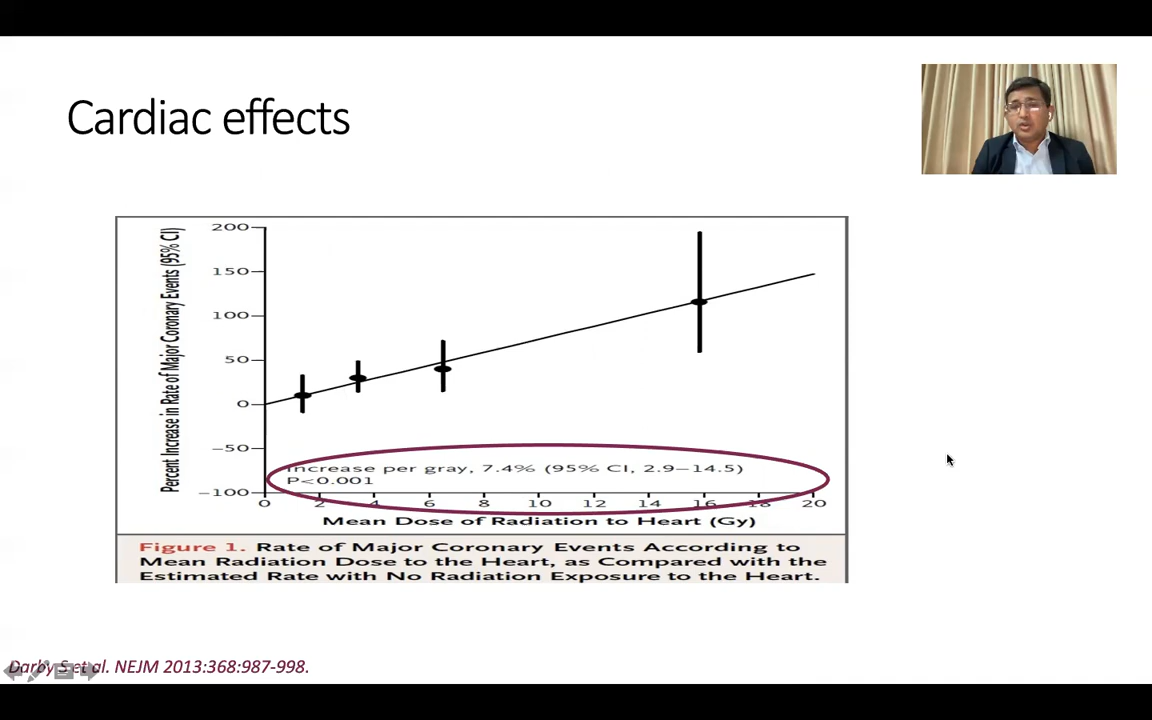 Cardiac effects
Percent Increase in Rate of Major Coronary Events (95% CI)
200
150
100
50
0
−50
−100
Increase per gray, 7.4% (95% CI, 2.9−14.5)
P<0.001
0 2 4 6 8 10 12 14 16 18 20
Mean Dose of Radiation to Heart (Gy)
Figure 1. Rate of Major Coronary Events According to
Mean Radiation Dose to the Heart, as Compared with the
Estimated Rate with No Radiation Exposure to the Heart.
Darby S et al. NEJM 2013:368:987-998.